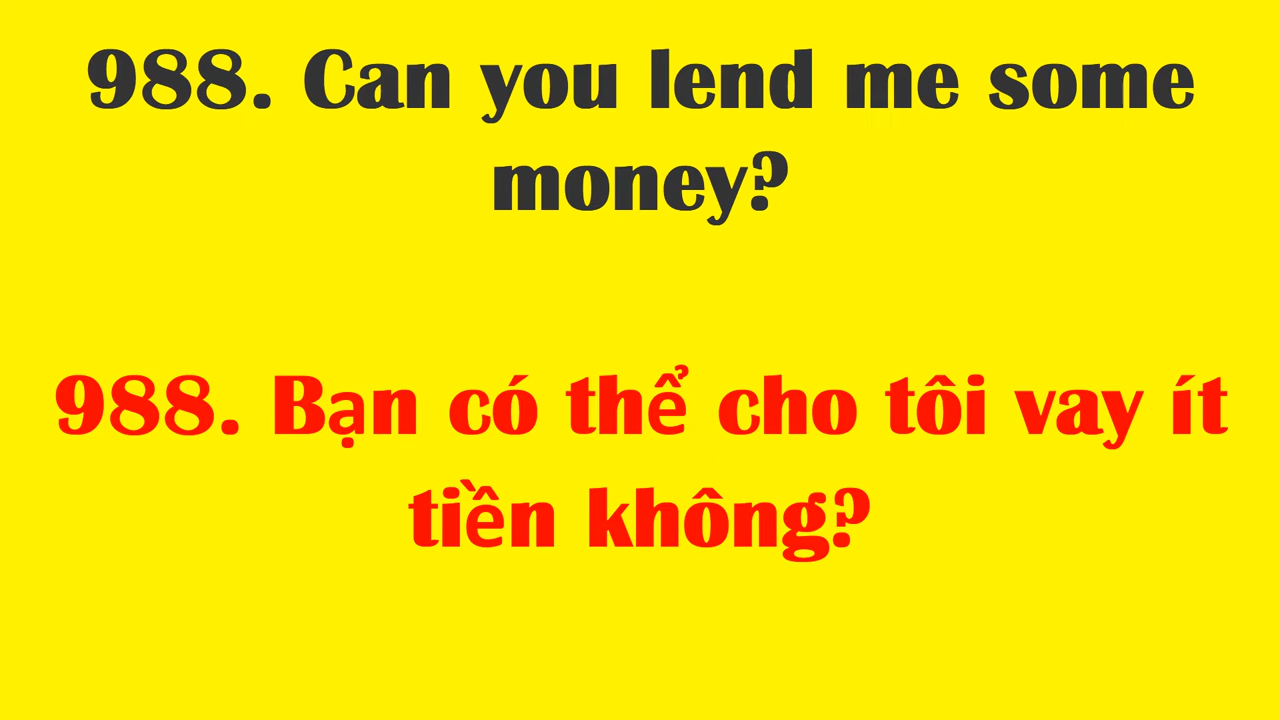 988. Can you lend me some
money?
988. Bạn có thể cho tôi vay ít
tiền không?